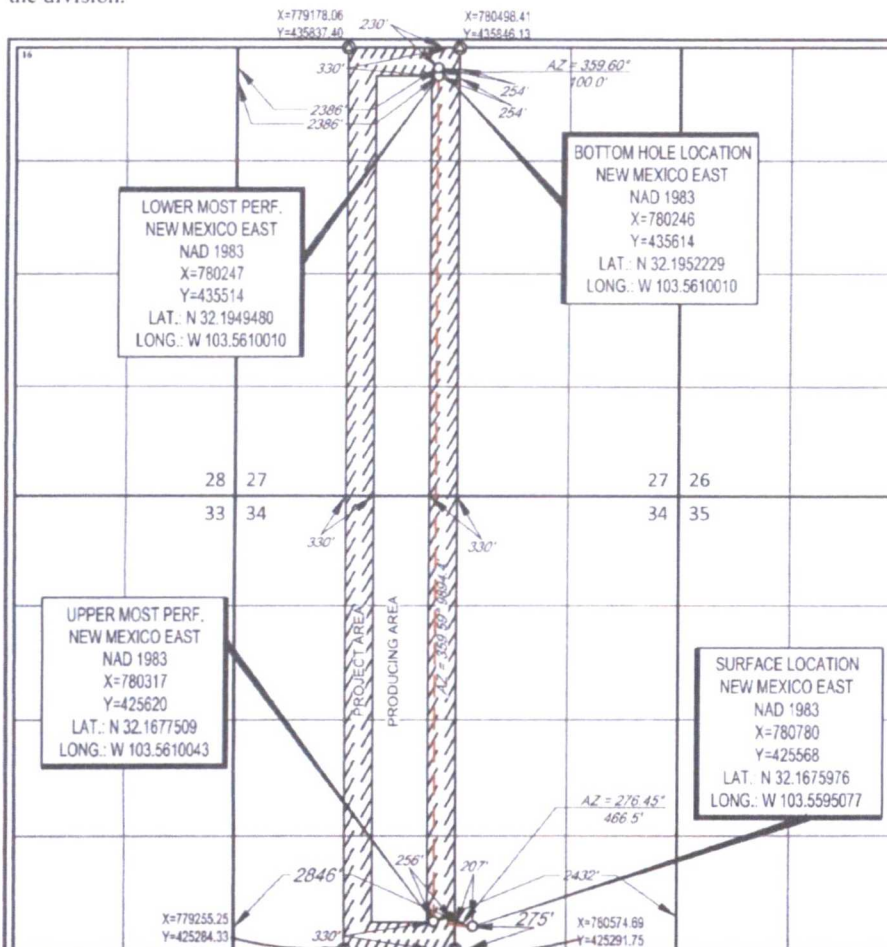 the division.
X=779178.06
Y=435837.40
230'
X=780498.41
Y=435846.13
16
330'
AZ = 359.60°
100.0'
2386'
2386'
254'
254'
BOTTOM HOLE LOCATION
NEW MEXICO EAST
NAD 1983
X=780246
Y=435614
LAT.: N 32.1952229
LONG.: W 103.5610010
LOWER MOST PERF.
NEW MEXICO EAST
NAD 1983
X=780247
Y=435514
LAT.: N 32.1949480
LONG.: W 103.5610010
28 27
27 26
33 34
34 35
330'
330'
PROJECT AREA
PRODUCING AREA
UPPER MOST PERF.
NEW MEXICO EAST
NAD 1983
X=780317
Y=425620
LAT.: N 32.1677509
LONG.: W 103.5610043
SURFACE LOCATION
NEW MEXICO EAST
NAD 1983
X=780780
Y=425568
LAT. N 32.1675976
LONG.: W 103.5595077
AZ = 276.45°
466.5'
2846'
256'
207'
2432'
275'
X=779255.25
Y=425284.33
330'
X=780574.69
Y=425291.75